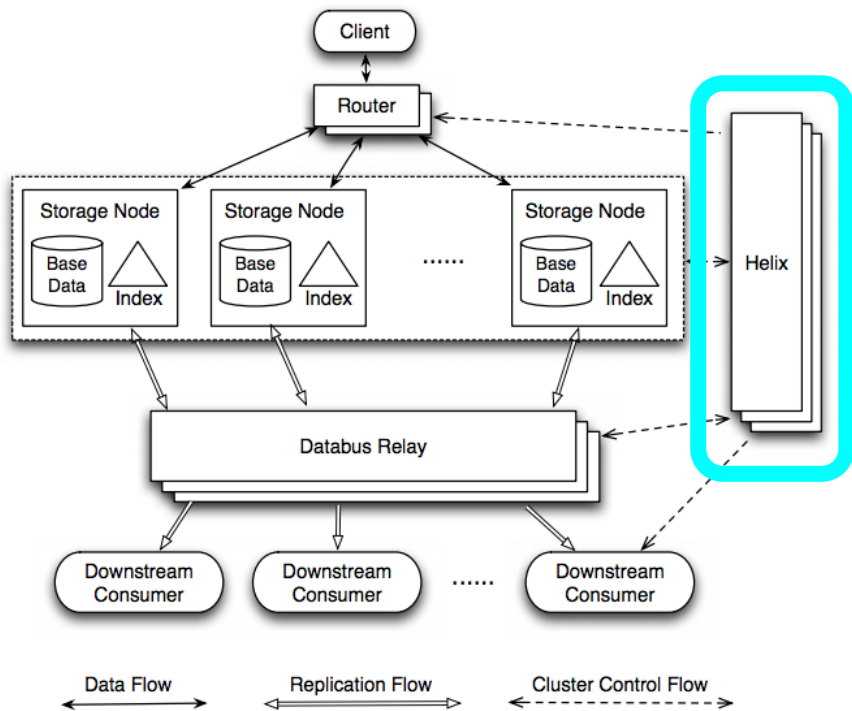 Client
Router
Storage Node
Base
Data
Index
Storage Node
Base
Data
Index
......
Storage Node
Base
Data
Index
Helix
Databus Relay
Downstream
Consumer
Downstream
Consumer
......
Downstream
Consumer
Data Flow
Replication Flow
Cluster Control Flow